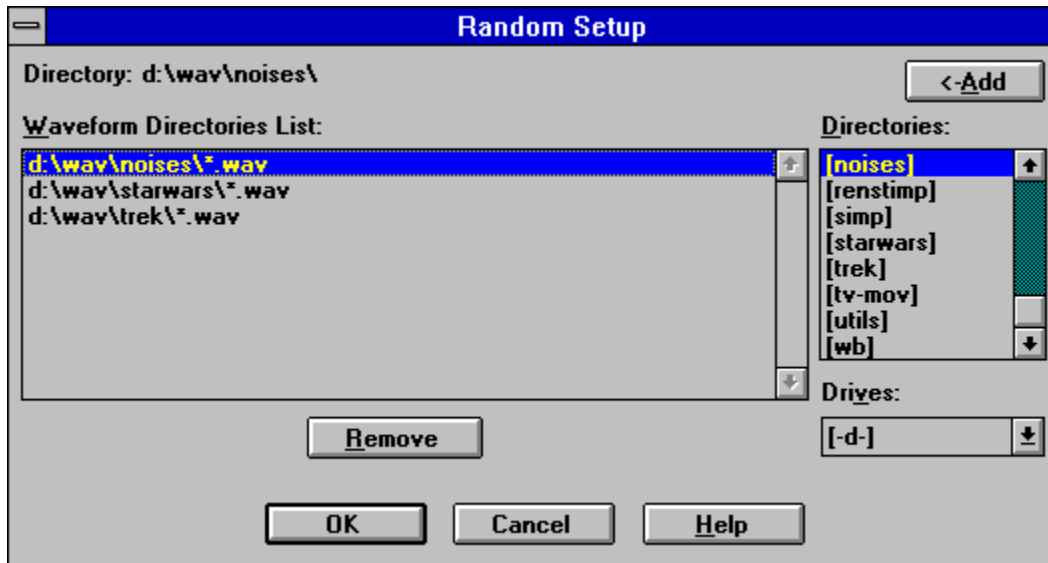 Random Setup
Directory: d:\wav\noises\
<-Add
Waveform Directories List:
d:\wav\noises\*.wav
d:\wav\starwars\*.wav
d:\wav\trek\*.wav
Directories:
[noises]
[renstimp]
[simp]
[starwars]
[trek]
[tv-mov]
[utils]
[wb]
Remove
Drives:
[-d-]
OK
Cancel
Help